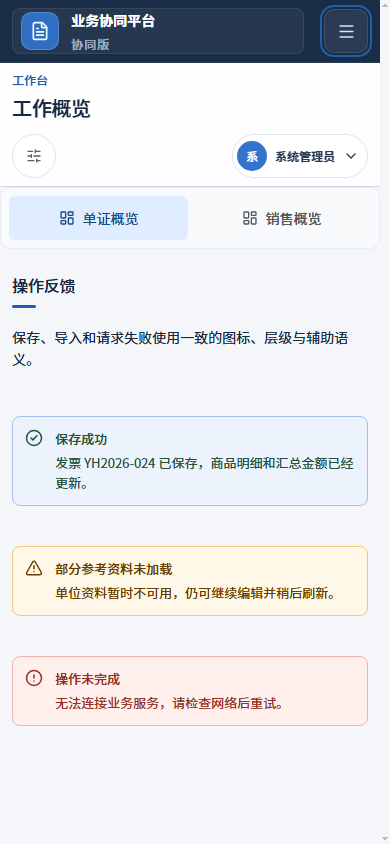 业务协同平台
协同版
工作台
工作概览
系
系统管理员
单证概览
销售概览
操作反馈
保存、导入和请求失败使用一致的图标、层级与辅助语
义。
保存成功
发票 YH2026-024 已保存，商品明细和汇总金额已经
更新。
部分参考资料未加载
单位资料暂时不可用，仍可继续编辑并稍后刷新。
操作未完成
无法连接业务服务，请检查网络后重试。